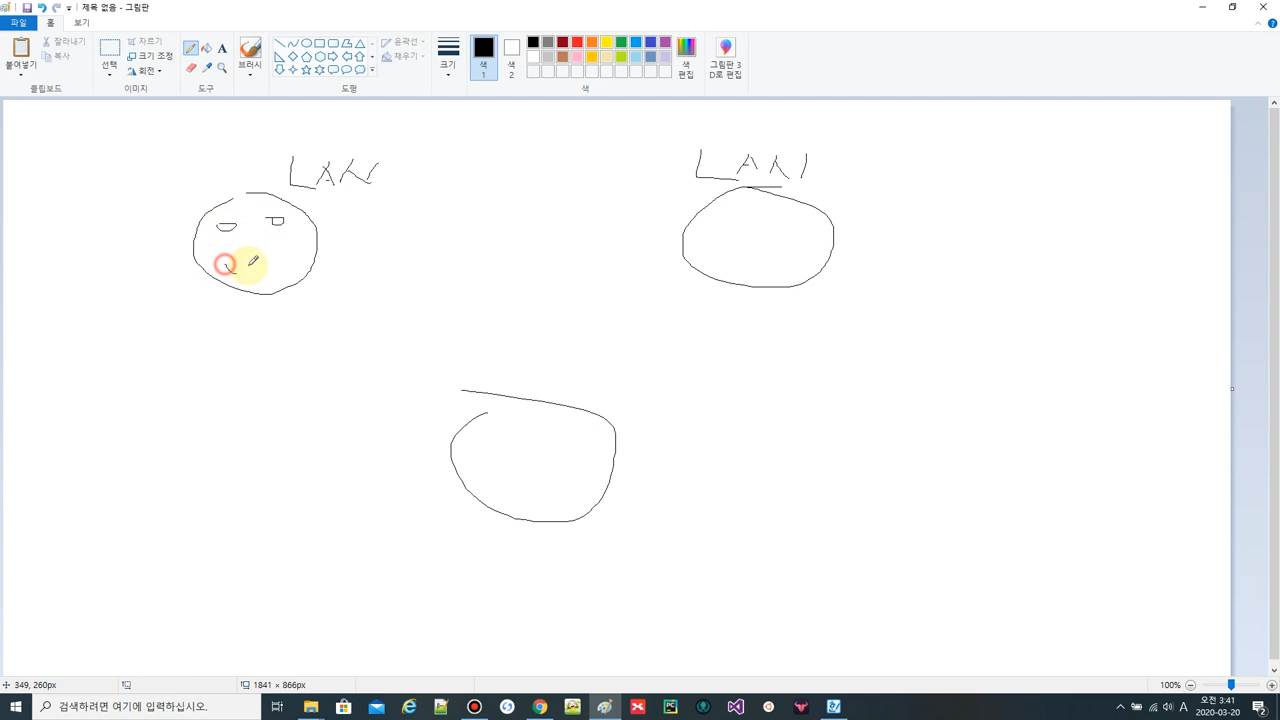 제목 없음 - 그림판
파일 홈 보기
붙여넣기
잘라내기
복사
클립보드
선택
자르기
크기 조정
회전
이미지
A
도구
브러시
윤곽선
채우기
도형
크기
색 1
색 2
색 편집
그림판 3D로 편집
색
LAN
LAN
349, 260px
1841 × 866px
100%
검색하려면 여기에 입력하십시오.
PC
A
오전 3:41
2020-03-20
2